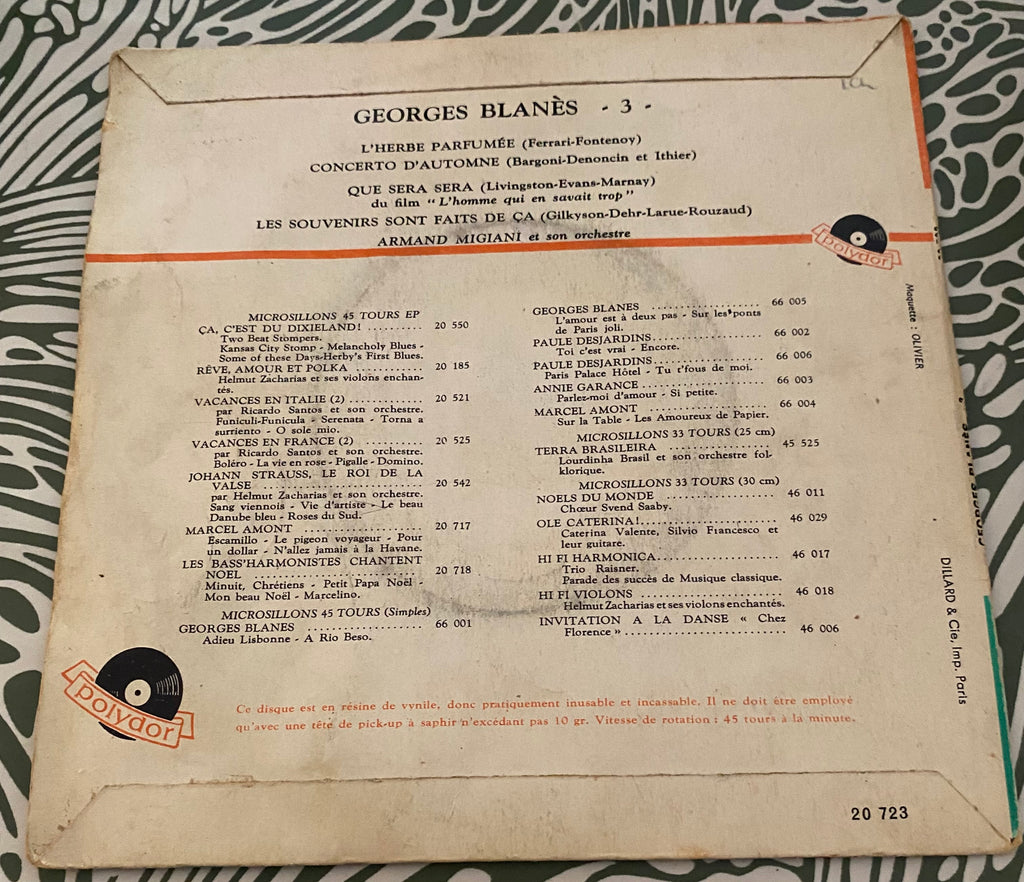 GEORGES BLANÈS - 3 -
L'HERBE PARFUMÉE (Ferrari-Fontenoy)
CONCERTO D'AUTOMNE (Bargoni-Denoncin et Ithier)
QUE SERA SERA (Livingston-Evans-Marnay)
du film "L'homme qui en savait trop"
LES SOUVENIRS SONT FAITS DE ÇA (Gilkyson-Dehr-Larue-Rouzaud)
ARMAND MIGIANI et son orchestre
polydor
MICROSILLONS 45 TOURS EP
ÇA, C'EST DU DIXIELAND! .......... 20 550
Two Beat Stompers.
Kansas City Stomp - Melancholy Blues -
Some of these Days-Herby's First Blues.
RÊVE, AMOUR ET POLKA ............ 20 185
Helmut Zacharias et ses violons enchan-
tés.
VACANCES EN ITALIE (2) ............. 20 521
par Ricardo Santos et son orchestre.
Funiculi-Funicula - Serenata - Torna a
surriento - O sole mio.
VACANCES EN FRANCE (2) .......... 20 525
par Ricardo Santos et son orchestre.
Boléro - La vie en rose - Pigalle - Domino.
JOHANN STRAUSS, LE ROI DE LA
VALSE ............................ 20 542
par Helmut Zacharias et son orchestre.
Sang viennois - Vie d'artiste - Le beau
Danube bleu - Roses du Sud.
MARCEL AMONT ..................... 20 717
Escamillo - Le pigeon voyageur - Pour
un dollar - N'allez jamais à la Havane.
LES BASS'HARMONISTES CHANTENT
NOEL ............................. 20 718
Minuit, Chrétiens - Petit Papa Noël -
Mon beau Noël - Marcelino.
MICROSILLONS 45 TOURS (Simples)
GEORGES BLANES .................... 66 001
Adieu Lisbonne - A Rio Beso.
GEORGES BLANES .................... 66 005
L'amour est à deux pas - Sur les ponts
de Paris joli.
PAULE DESJARDINS.................... 66 002
Toi c'est vrai - Encore.
PAULE DESJARDINS.................... 66 006
Paris Palace Hôtel - Tu t'fous de moi.
ANNIE GARANCE ...................... 66 003
Parlez-moi d'amour - Si petite.
MARCEL AMONT ..................... 66 004
Sur la Table - Les Amoureux de Papier.
MICROSILLONS 33 TOURS (25 cm)
TERRA BRASILEIRA .................. 45 525
Lourdinha Brasil et son orchestre fol-
klorique.
MICROSILLONS 33 TOURS (30 cm)
NOELS DU MONDE .................... 46 011
Chœur Svend Saaby.
OLE CATERINA!....................... 46 029
Caterina Valente, Silvio Francesco et
leur guitare.
HI FI HARMONICA..................... 46 017
Trio Raisner.
Parade des succès de Musique classique.
HI FI VIOLONS ....................... 46 018
Helmut Zacharias et ses violons enchantés.
INVITATION A LA DANSE « Chez
Florence » ........................... 46 006
Maquette : OLIVIER
DILLARD & Cie, Imp. Paris
polydor
Ce disque est en résine de vynile, donc pratiquement inusable et incassable. Il ne doit être employé
qu'avec une tête de pick-up à saphir n'excédant pas 10 gr. Vitesse de rotation : 45 tours à la minute.
20 723